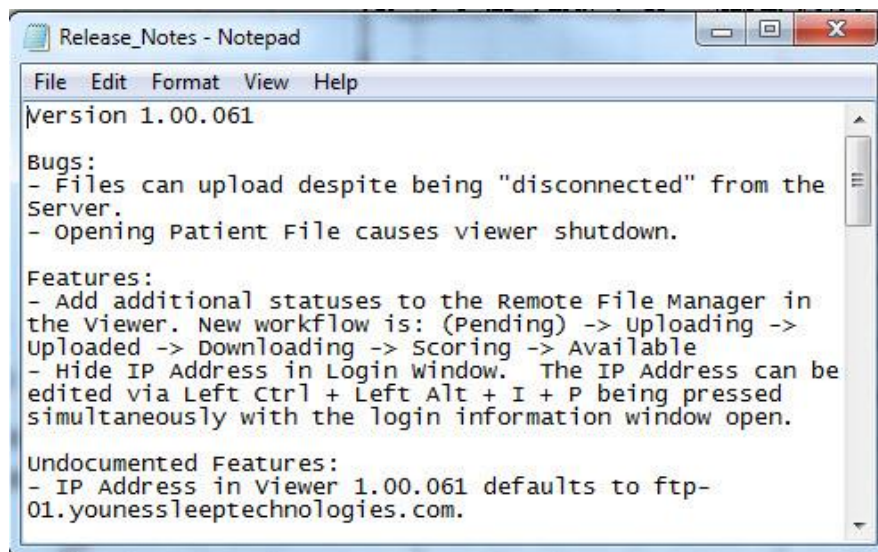 Release_Notes - Notepad
File Edit Format View Help
Version 1.00.061
Bugs:
- Files can upload despite being "disconnected" from the
Server.
- Opening Patient File causes viewer shutdown.
Features:
- Add additional statuses to the Remote File Manager in
the Viewer. New workflow is: (Pending) -> Uploading ->
Uploaded -> Downloading -> Scoring -> Available
- Hide IP Address in Login Window.  The IP Address can be
edited via Left Ctrl + Left Alt + I + P being pressed
simultaneously with the login information window open.
Undocumented Features:
- IP Address in Viewer 1.00.061 defaults to ftp-
01.younessleeptechnologies.com.